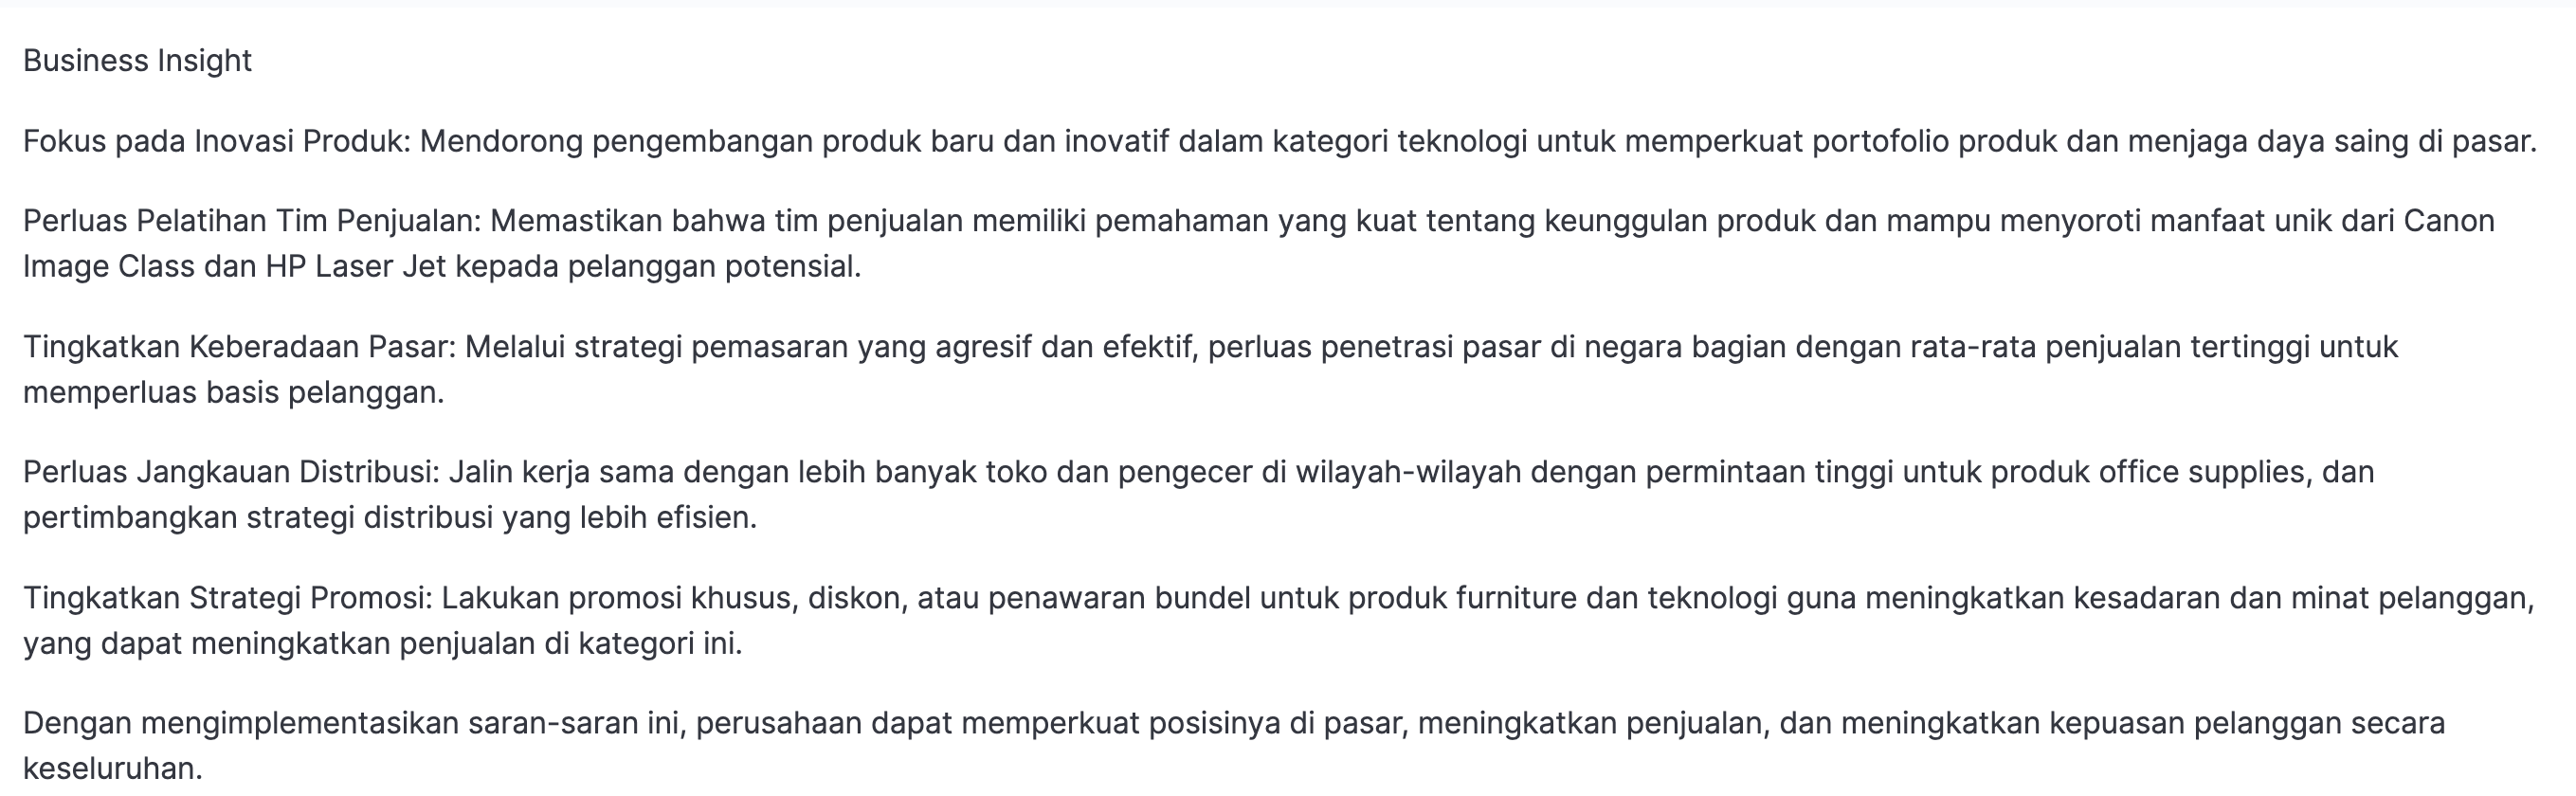 Business Insight
Fokus pada Inovasi Produk: Mendorong pengembangan produk baru dan inovatif dalam kategori teknologi untuk memperkuat portofolio produk dan menjaga daya saing di pasar.
Perluas Pelatihan Tim Penjualan: Memastikan bahwa tim penjualan memiliki pemahaman yang kuat tentang keunggulan produk dan mampu menyoroti manfaat unik dari Canon
Image Class dan HP Laser Jet kepada pelanggan potensial.
Tingkatkan Keberadaan Pasar: Melalui strategi pemasaran yang agresif dan efektif, perluas penetrasi pasar di negara bagian dengan rata-rata penjualan tertinggi untuk
memperluas basis pelanggan.
Perluas Jangkauan Distribusi: Jalin kerja sama dengan lebih banyak toko dan pengecer di wilayah-wilayah dengan permintaan tinggi untuk produk office supplies, dan
pertimbangkan strategi distribusi yang lebih efisien.
Tingkatkan Strategi Promosi: Lakukan promosi khusus, diskon, atau penawaran bundel untuk produk furniture dan teknologi guna meningkatkan kesadaran dan minat pelanggan,
yang dapat meningkatkan penjualan di kategori ini.
Dengan mengimplementasikan saran-saran ini, perusahaan dapat memperkuat posisinya di pasar, meningkatkan penjualan, dan meningkatkan kepuasan pelanggan secara
keseluruhan.